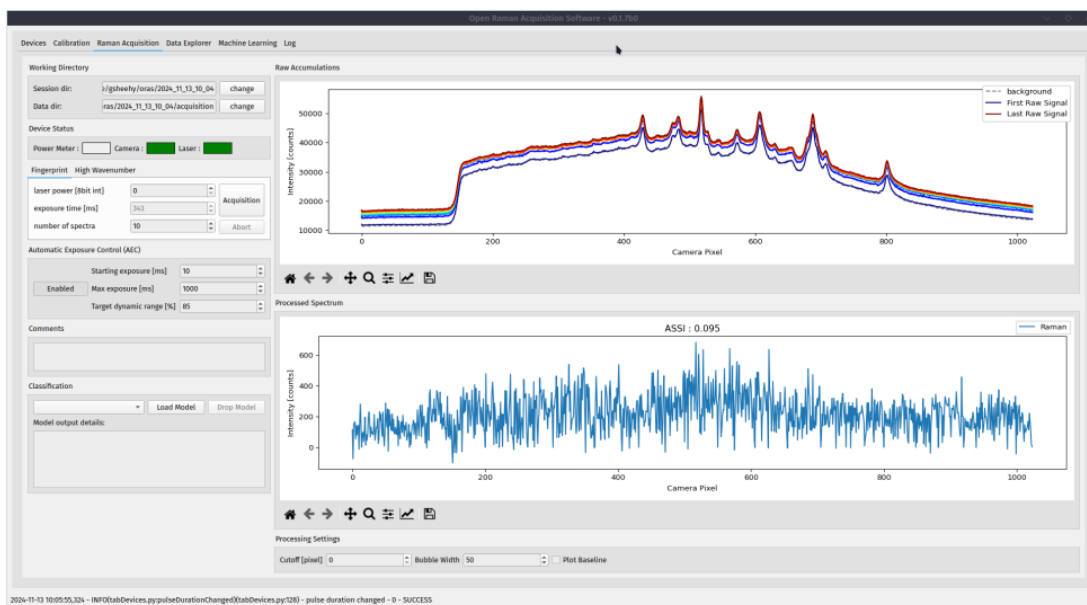 Open Raman Acquisition Software - v0.1.7b0
Devices Calibration Raman Acquisition Data Explorer Machine Learning Log
Working Directory
Session dir: ›/gsheehy/oras/2024_11_13_10_04 change
Data dir: ras/2024_11_13_10_04/acquisition change
Device Status
Power Meter : Camera : Laser :
Fingerprint High Wavenumber
laser power [8bit int] 0
exposure time [ms] 343
Acquisition
number of spectra 10 Abort
Automatic Exposure Control (AEC)
Starting exposure [ms] 10
Enabled Max exposure [ms] 1000
Target dynamic range [%] 85
Comments
Classification
Load Model Drop Model
Model output details:
Raw Accumulations
background
First Raw Signal
Last Raw Signal
Intensity [counts]
50000
40000
30000
20000
10000
0 200 400 600 800 1000
Camera Pixel
Processed Spectrum
ASSI : 0.095
Raman
Intensity [counts]
600
400
200
0
0 200 400 600 800 1000
Camera Pixel
Processing Settings
Cutoff [pixel] 0 Bubble Width 50 Plot Baseline
2024-11-13 10:05:55,324 - INFO(tabDevices.py:pulseDurationChanged)(tabDevices.py:128) - pulse duration changed - 0 - SUCCESS